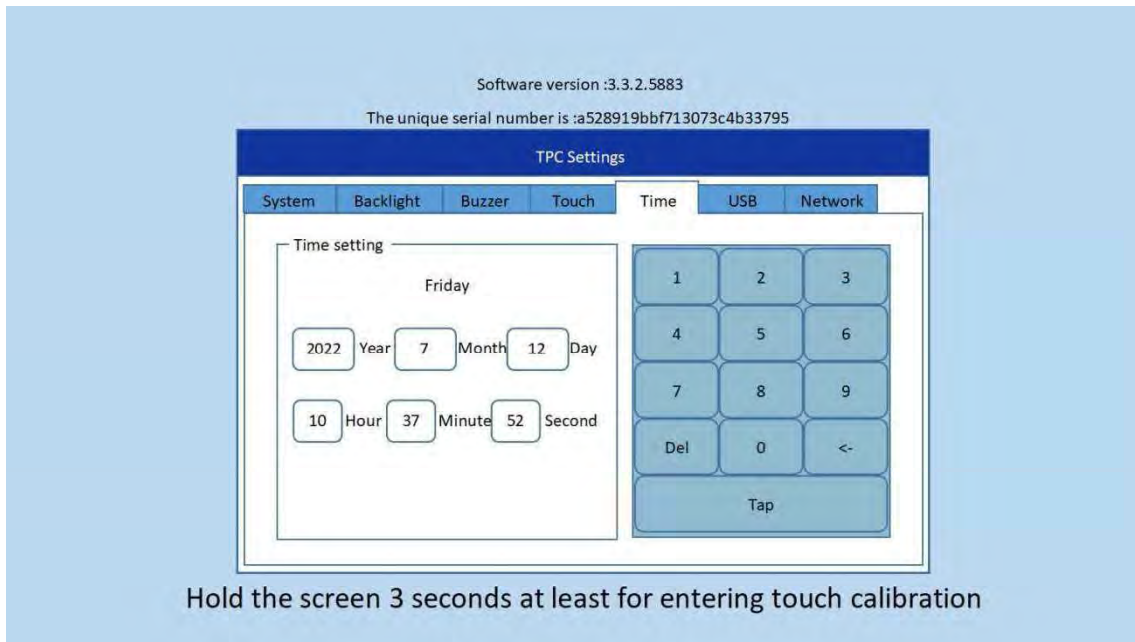 Software version :3.3.2.5883
The unique serial number is :a528919bbf713073c4b33795
TPC Settings
System Backlight Buzzer Touch Time USB Network
Time setting
Friday
2022 Year 7 Month 12 Day
10 Hour 37 Minute 52 Second
1 2 3
4 5 6
7 8 9
Del 0 <-
Tap
Hold the screen 3 seconds at least for entering touch calibration